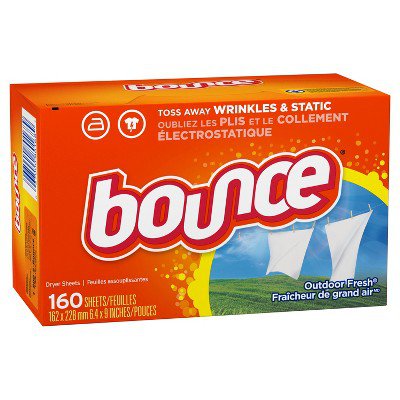 TOSS AWAY WRINKLES & STATIC
OUBLIEZ LES PLIS ET LE COLLEMENT
ÉLECTROSTATIQUE
bounce
Dryer Sheets | Feuilles assouplissantes
160 SHEETS/FEUILLES
162 x 228 mm 6.4 x 9 INCHES/POUCES
Outdoor Fresh®
Fraîcheur de grand air